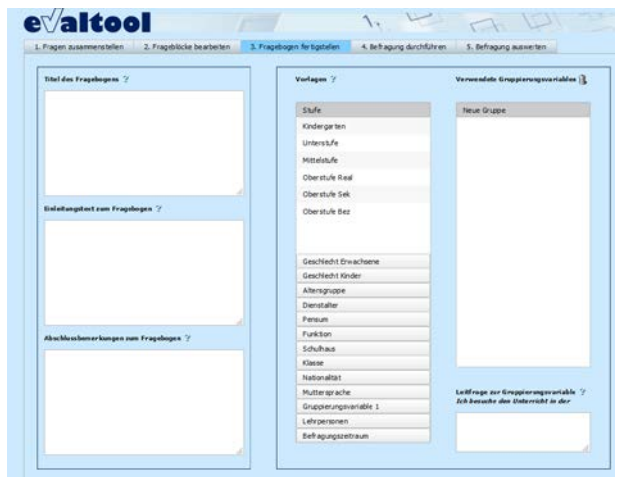 evaltool
1. Fragen zusammenstellen 2. Frageblöcke bearbeiten 3. Fragebogen fertigstellen 4. Befragung durchführen 5. Befragung auswerten
Titel des Fragebogens ?
Einleitungstext zum Fragebogen ?
Abschlussbemerkungen zum Fragebogen ?
Vorlagen ?
Stufe
Kindergarten
Unterstufe
Mittelstufe
Oberstufe Real
Oberstufe Sek
Oberstufe Bez
Geschlecht Erwachsene
Geschlecht Kinder
Altersgruppe
Dienstalter
Pensum
Funktion
Schulhaus
Klasse
Nationalität
Muttersprache
Gruppierungsvariable 1
Lehrpersonen
Befragungszeitraum
Verwendete Gruppierungsvariablen
Neue Gruppe
Leitfrage zur Gruppierungsvariable ?
Ich besuche den Unterricht in der